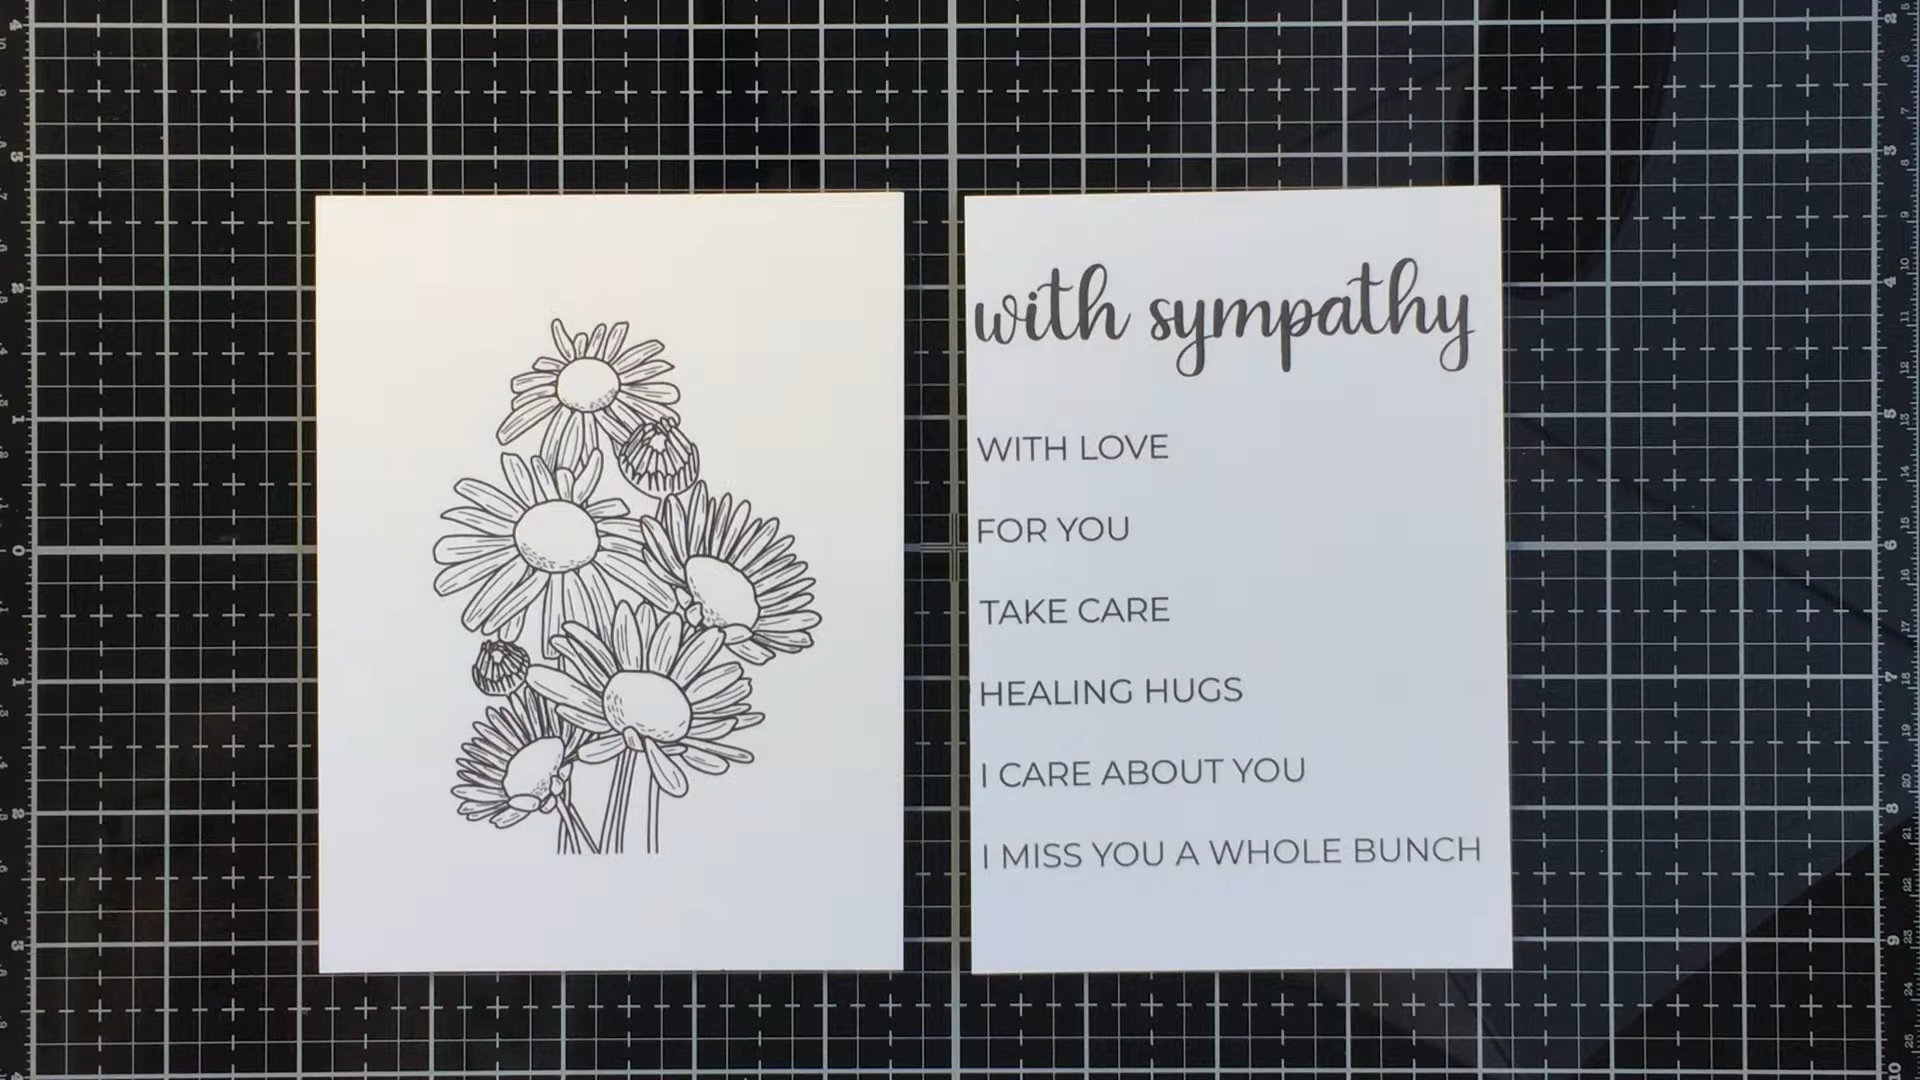 with sympathy
WITH LOVE
FOR YOU
TAKE CARE
HEALING HUGS
I CARE ABOUT YOU
I MISS YOU A WHOLE BUNCH